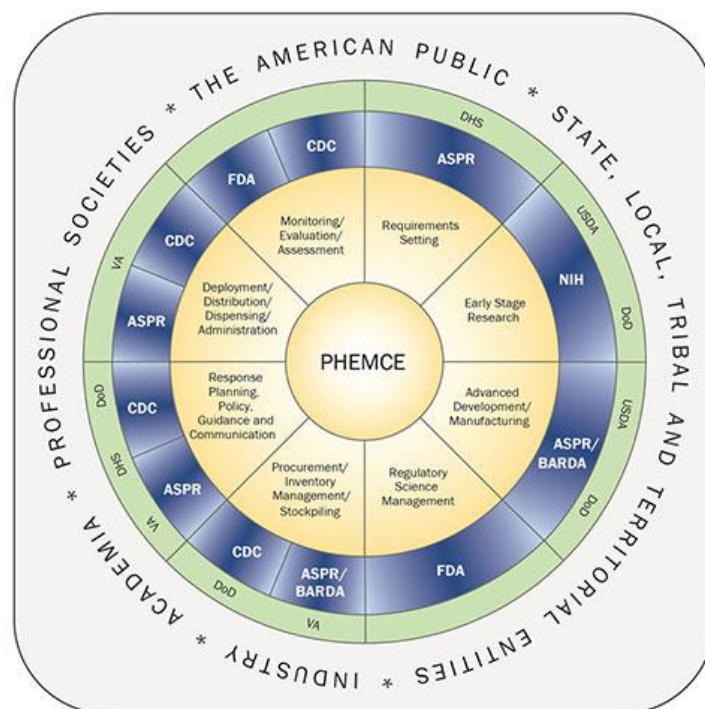 PROFESSIONAL SOCIETIES * THE AMERICAN PUBLIC * STATE, LOCAL, TRIBAL AND TERRITORIAL ENTITIES * INDUSTRY * ACADEMIA *
DHS
USDA
DoD
USDA
DoD
VA
DoD
VA
DHS
DoD
VA
ASPR
NIH
ASPR/
BARDA
FDA
ASPR/
BARDA
CDC
ASPR
CDC
ASPR
CDC
FDA
CDC
Requirements
Setting
Early Stage
Research
Advanced
Development/
Manufacturing
Regulatory
Science
Management
Procurement/
Inventory
Management/
Stockpiling
Response
Planning,
Policy,
Guidance and
Communication
Deployment/
Distribution/
Dispensing/
Administration
Monitoring/
Evaluation/
Assessment
PHEMCE